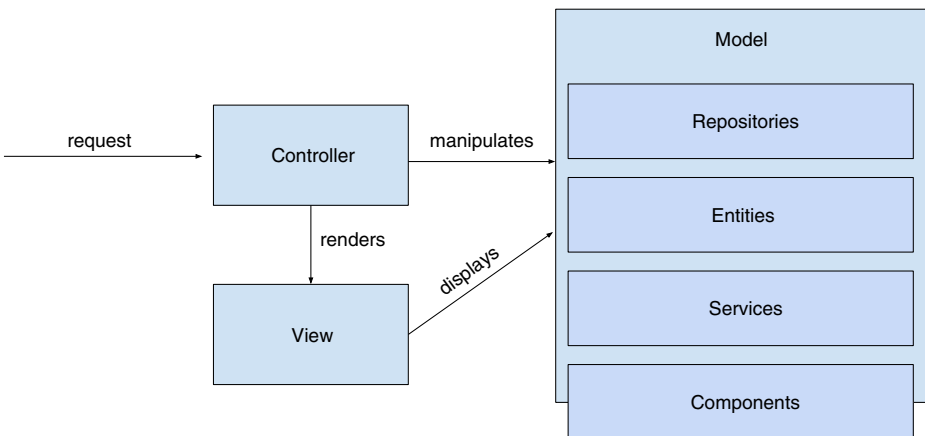 Model
Repositories
request
Controller
manipulates
Entities
renders
displays
Services
View
Components